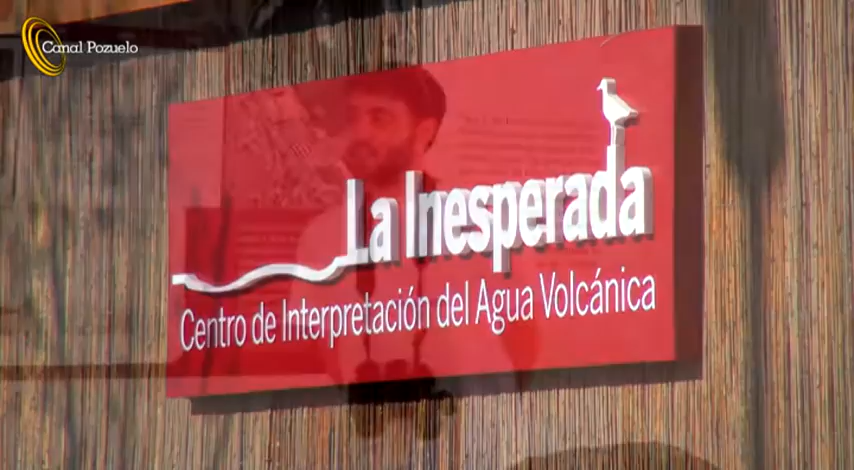 Canal Pozuelo
La Inesperada
Centro de Interpretación del Agua Volcánica